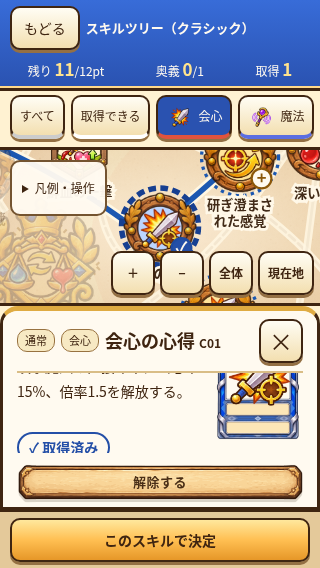 もどる
スキルツリー（クラシック）
残り 11/12pt
奥義 0/1
取得 1
すべて
取得できる
会心
魔法
▶ 凡例・操作
研ぎ澄まさ
れた感覚
深い
＋
－
全体
現在地
通常
会心
会心の心得 C01
15%、倍率1.5を解放する。
✓ 取得済み
解除する
このスキルで決定